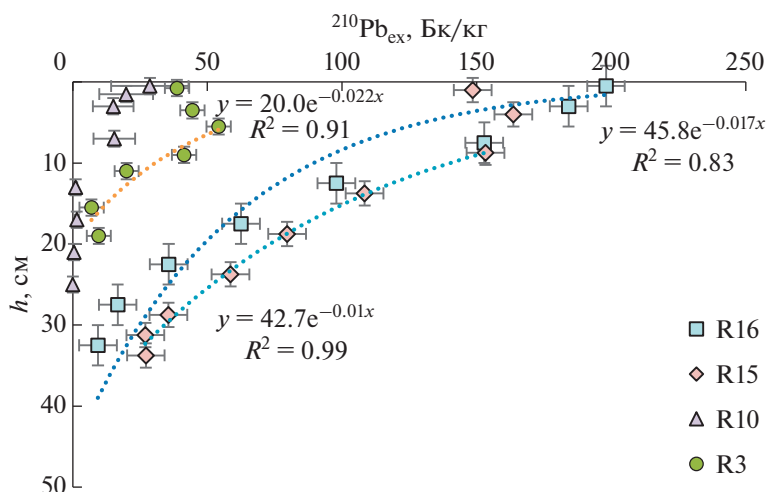 ²¹⁰Pb_ex, Бк/кг
0 50 100 150 200 250
y = 20.0e^{−0.022x}
R² = 0.91
y = 45.8e^{−0.017x}
R² = 0.83
10
20
30
40
50
h, см
y = 42.7e^{−0.01x}
R² = 0.99
R16
R15
R10
R3